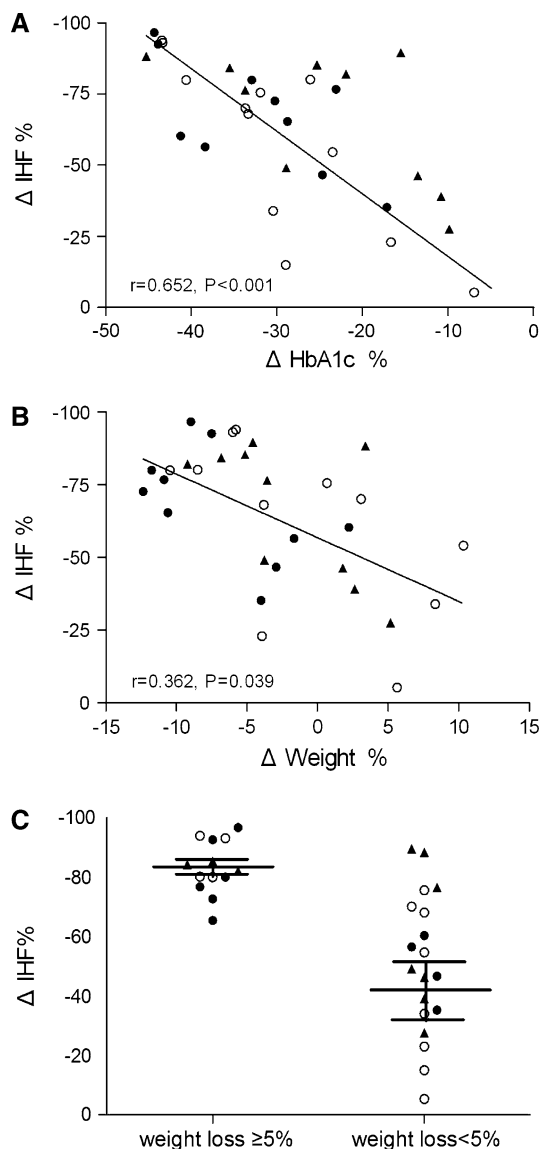 A
Δ IHF %
-100
-75
-50
-25
0
r=0.652, P<0.001
-50 -40 -30 -20 -10 0
Δ HbA1c %
B
Δ IHF %
-100
-75
-50
-25
0
r=0.362, P=0.039
-15 -10 -5 0 5 10 15
Δ Weight %
C
Δ IHF%
-100
-80
-60
-40
-20
0
weight loss ≥5% weight loss<5%